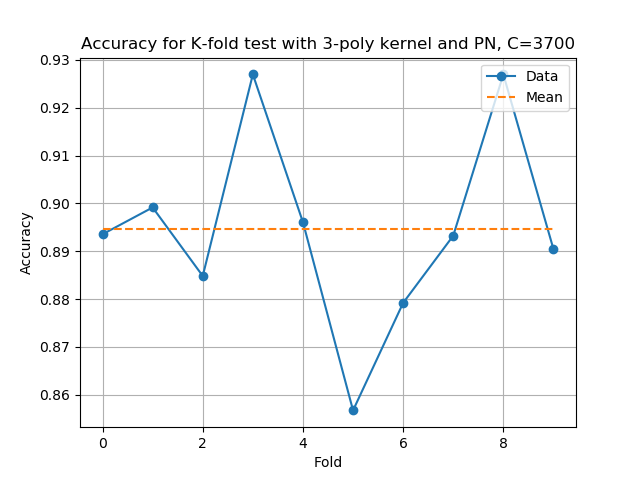 Accuracy for K-fold test with 3-poly kernel and PN, C=3700
0.93
0.92
0.91
0.90
0.89
0.88
0.87
0.86
Accuracy
Data
Mean
0 2 4 6 8
Fold